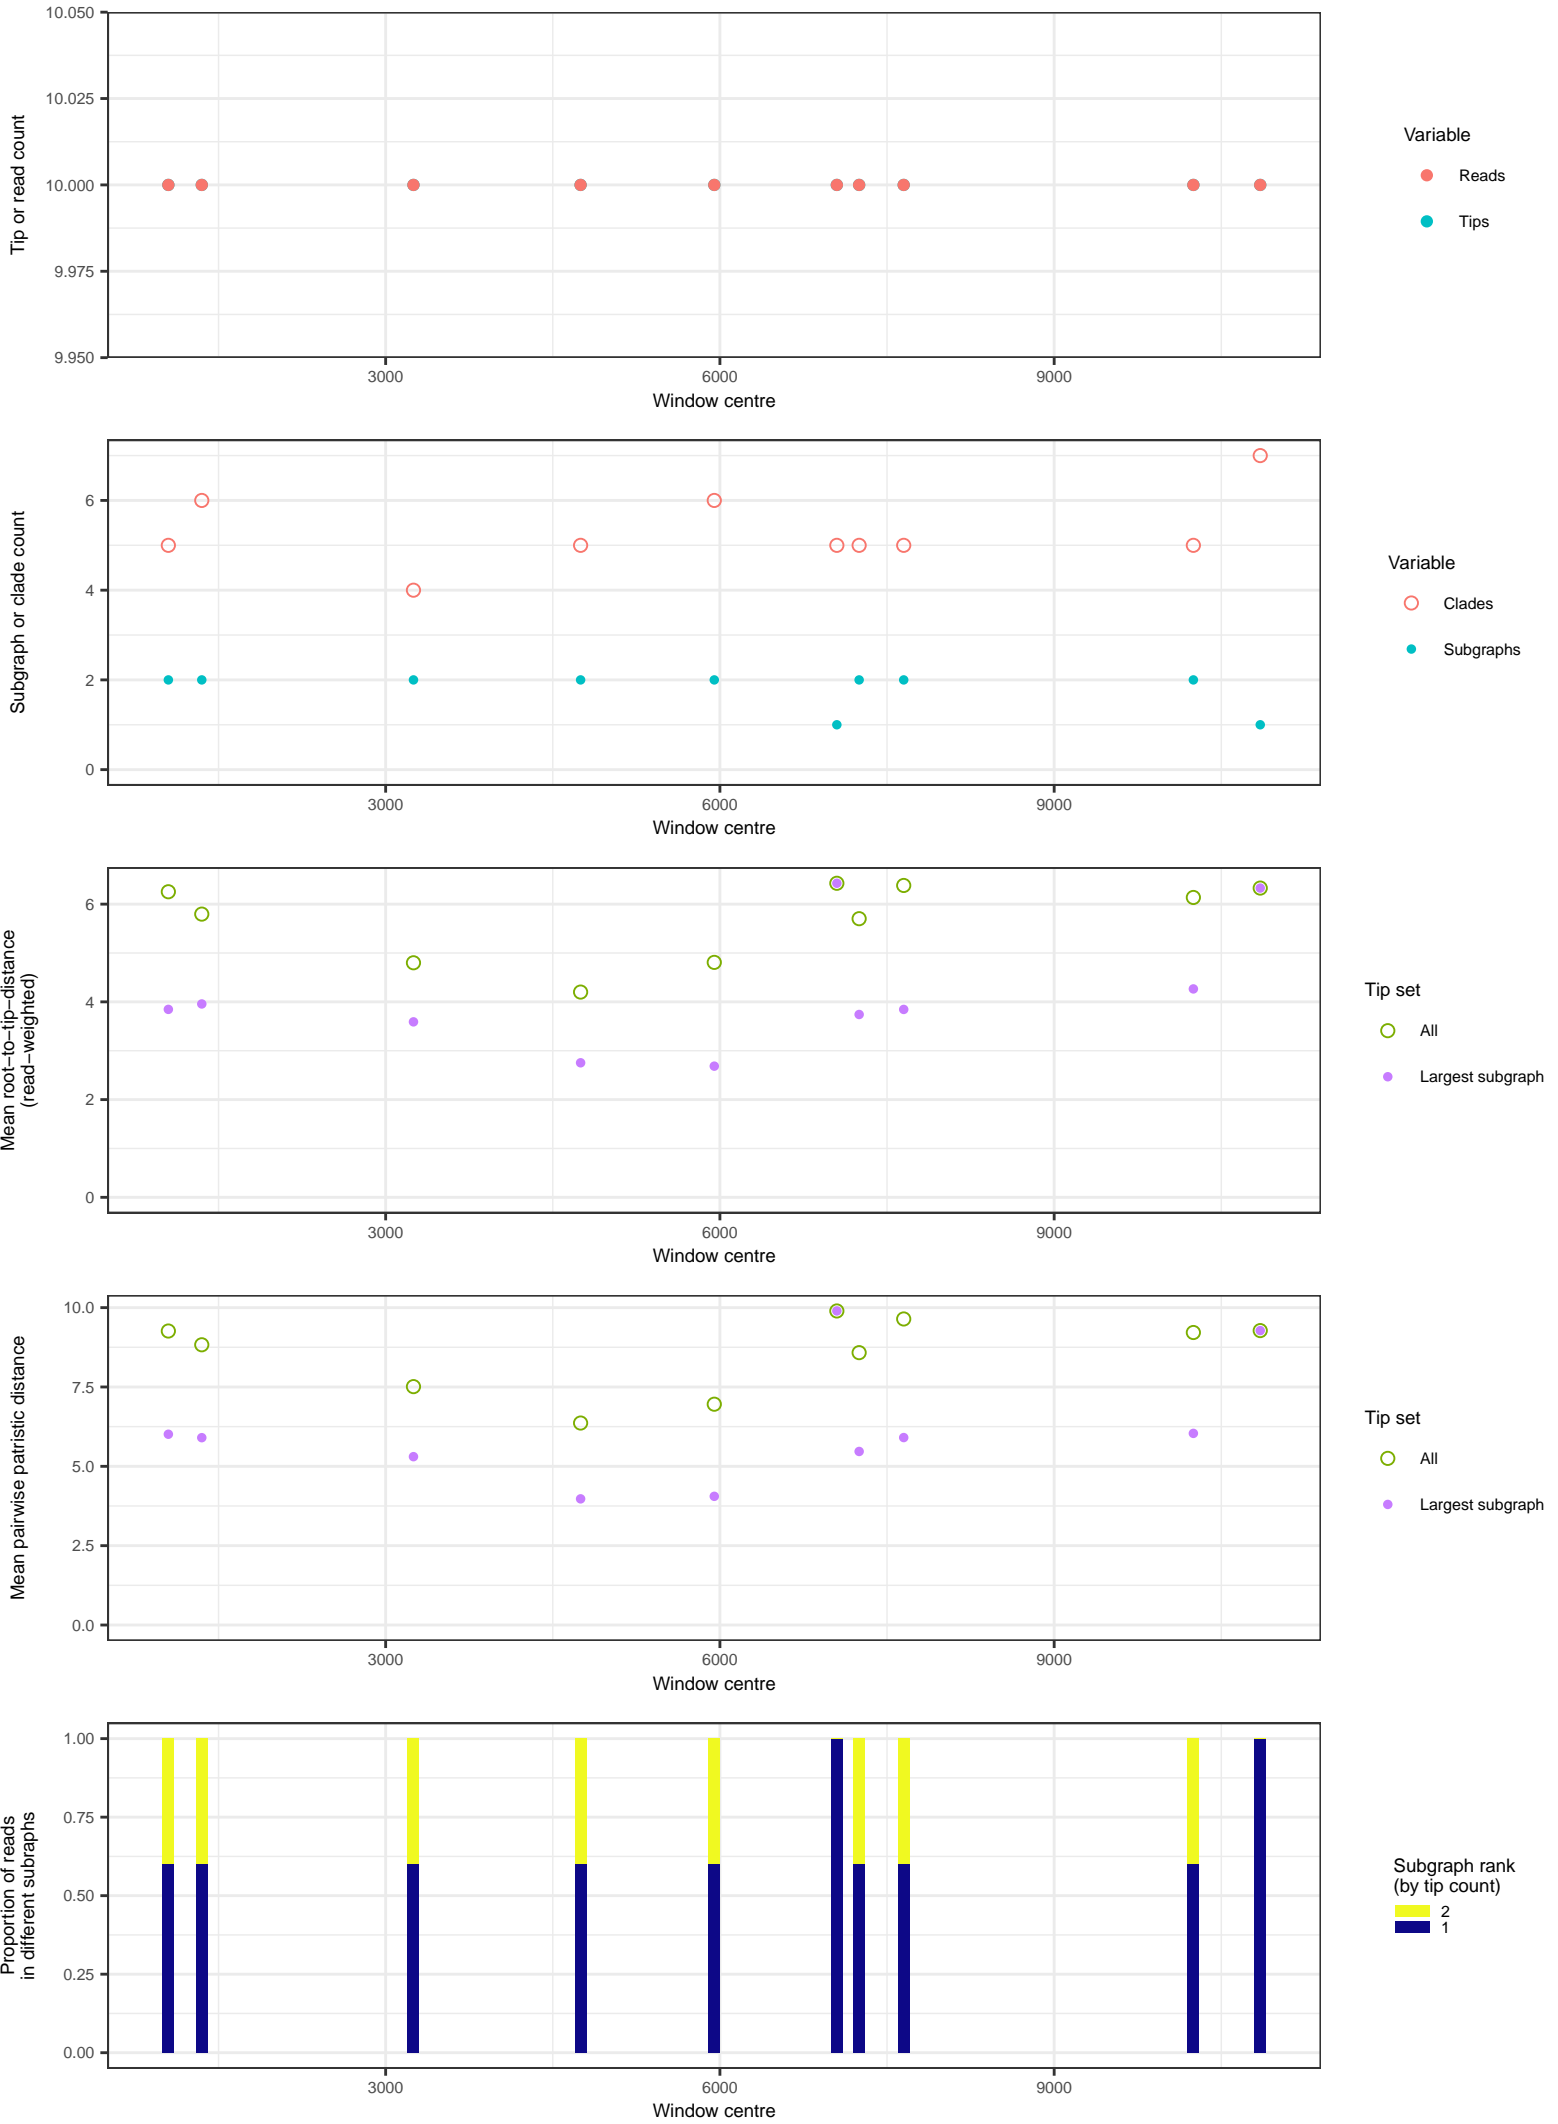 10.050
10.025
10.000
9.975
9.950
Tip or read count
3000 6000 9000
Window centre
Variable
Reads
Tips
6
4
2
0
Subgraph or clade count
3000 6000 9000
Window centre
Variable
Clades
Subgraphs
6
4
2
0
Mean root−to−tip−distance
(read−weighted)
3000 6000 9000
Window centre
Tip set
All
Largest subgraph
10.0
7.5
5.0
2.5
0.0
Mean pairwise patristic distance
3000 6000 9000
Window centre
Tip set
All
Largest subgraph
1.00
0.75
0.50
0.25
0.00
Proportion of reads
in different subraphs
3000 6000 9000
Window centre
Subgraph rank
(by tip count)
2
1